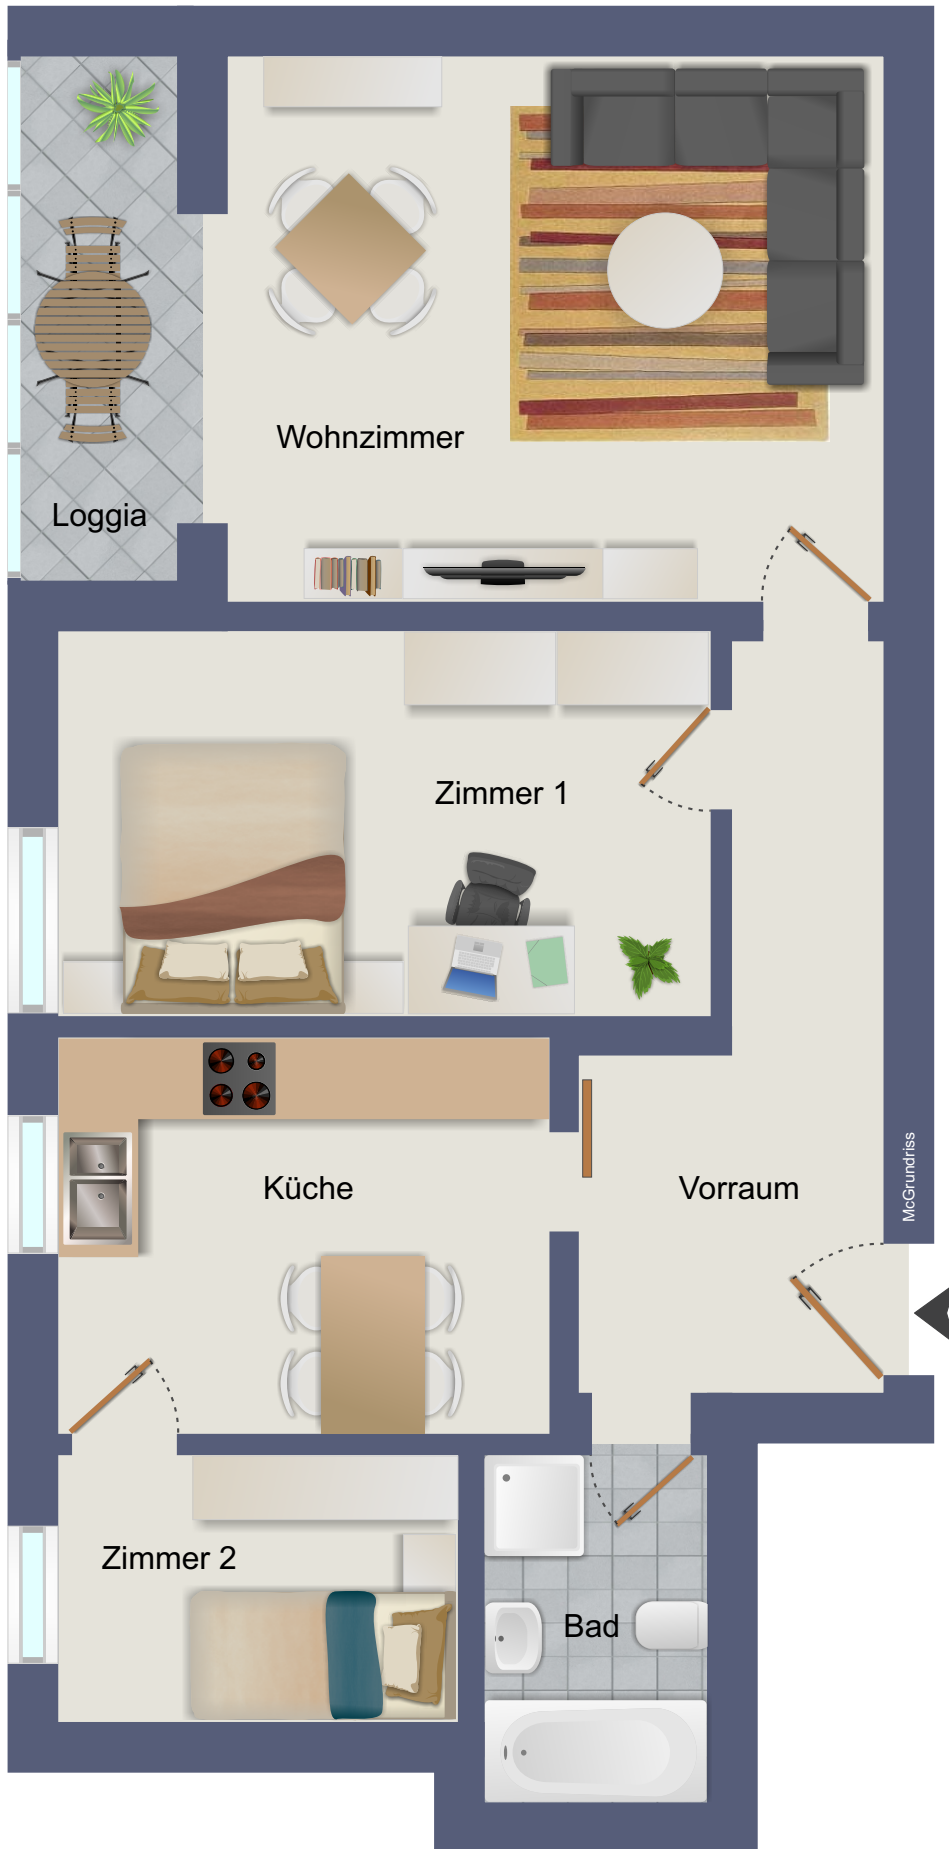 Wohnzimmer
Loggia
Zimmer 1
Küche
Vorraum
McGrundriss
Zimmer 2
Bad